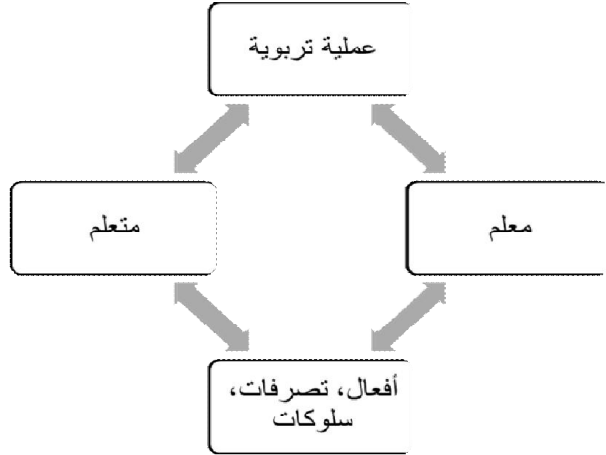 عملية تربوية
معلم
متعلم
أفعال، تصرفات،
سلوكات